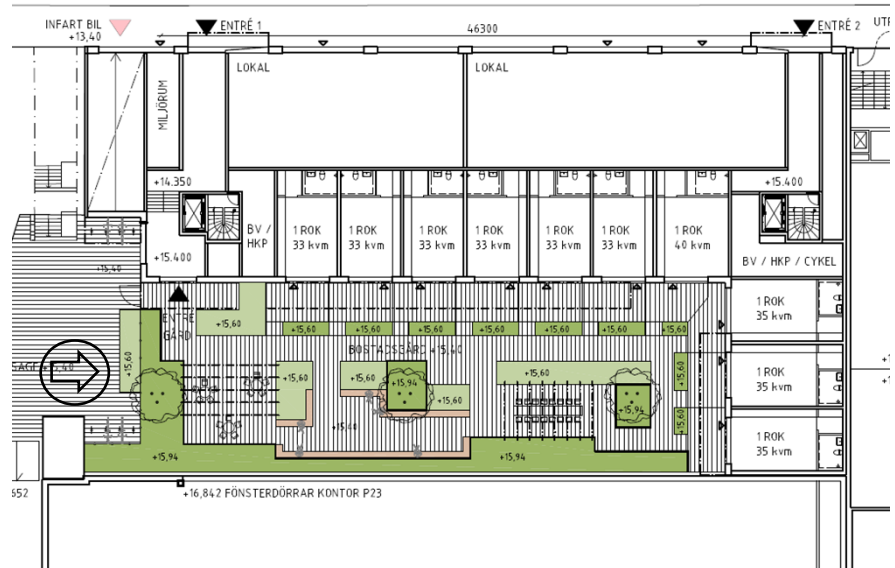 INFART BIL
+13,40
ENTRÉ 1
46300
ENTRÉ 2
UTR
LOKAL
LOKAL
MILJÖRUM
+14.350
+15.400
BV /
HKP
1 ROK
33 kvm
1 ROK
33 kvm
1 ROK
33 kvm
1 ROK
33 kvm
1 ROK
33 kvm
1 ROK
33 kvm
1 ROK
40 kvm
+15.400
BV / HKP / CYKEL
+15,40
ENTRÉ
GÅRD
+15,60
+15,60
+15,60
+15,60
+15,60
+15,60
+15,60
+15,60
1 ROK
35 kvm
BOSTADSGÅRD +15,40
SAGE +15,40
+15,60
+15,60
+15,60
+15,94
+15,60
+15,60
+15,60
1 ROK
35 kvm
+15,94
+15,60
+15,40
1 ROK
35 kvm
+15,94
+15,94
652
+16,842 FÖNSTERDÖRRAR KONTOR P23